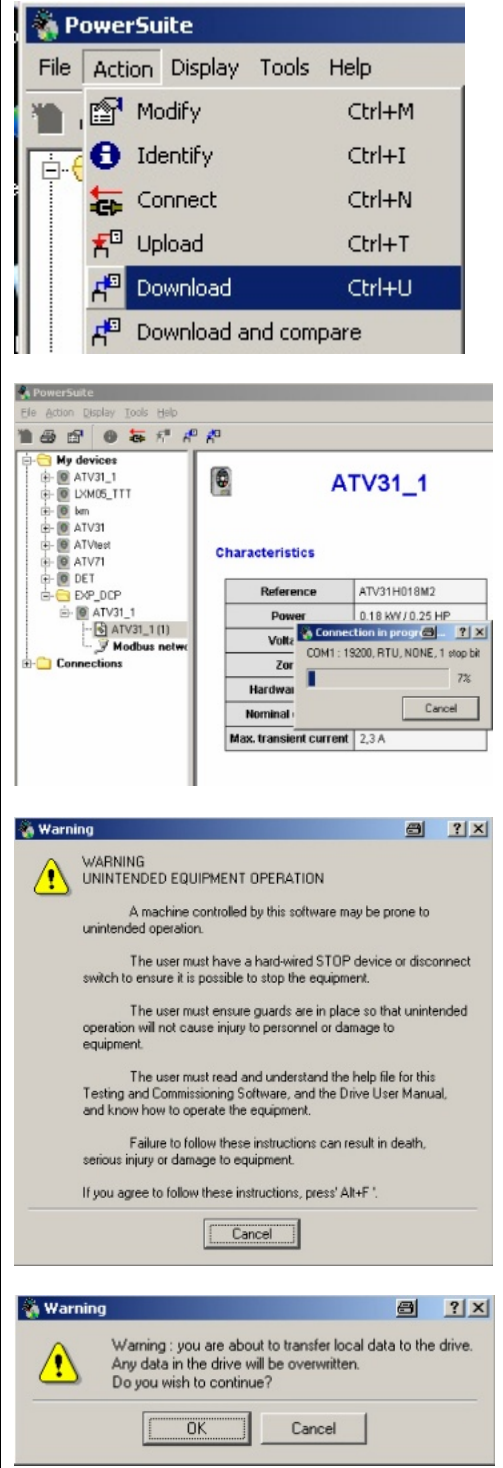 PowerSuite
File Action Display Tools Help
Modify Ctrl+M
Identify Ctrl+I
Connect Ctrl+N
Upload Ctrl+T
Download Ctrl+U
Download and compare
PowerSuite
File Action Display Tools Help
My devices
ATV31_1
LXM05_TTT
lxm
ATV31
ATVtest
ATV71
DET
EXP_DCP
ATV31_1
ATV31_1 (1)
Modbus netwo
Connections
ATV31_1
Characteristics
Reference ATV31H018M2
Power 0.18 kW / 0.25 HP
Volta
Zor
Hardwar
Nominal
Max. transient current 2,3 A
Connection in progr ...
COM1 : 19200, RTU, NONE, 1 stop bit
7%
Cancel
Warning
WARNING
UNINTENDED EQUIPMENT OPERATION
A machine controlled by this software may be prone to
unintended operation.
The user must have a hard-wired STOP device or disconnect
switch to ensure it is possible to stop the equipment.
The user must ensure guards are in place so that unintended
operation will not cause injury to personnel or damage to
equipment.
The user must read and understand the help file for this
Testing and Commissioning Software, and the Drive User Manual,
and know how to operate the equipment.
Failure to follow these instructions can result in death,
serious injury or damage to equipment.
If you agree to follow these instructions, press' Alt+F '.
Cancel
Warning
Warning : you are about to transfer local data to the drive.
Any data in the drive will be overwritten.
Do you wish to continue?
OK Cancel